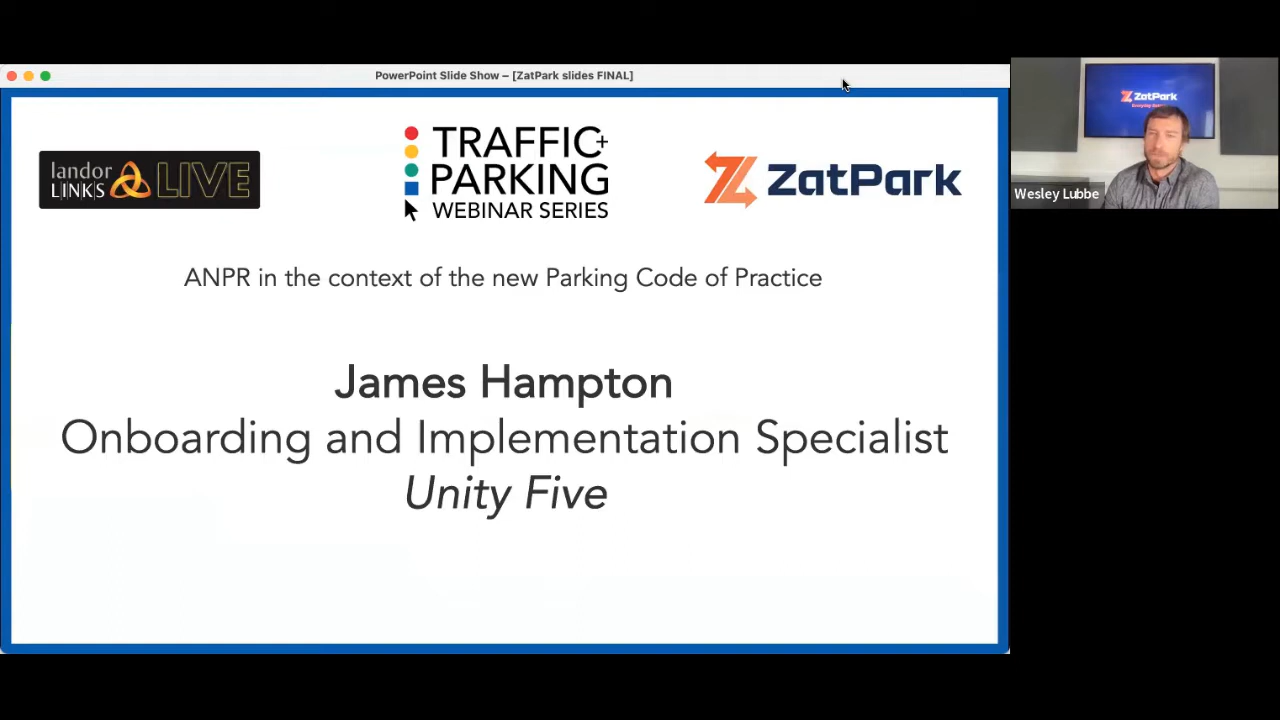 PowerPoint Slide Show – [ZatPark slides FINAL]
landor LINKS LIVE
TRAFFIC+
PARKING
WEBINAR SERIES
ZatPark
ANPR in the context of the new Parking Code of Practice
James Hampton
Onboarding and Implementation Specialist
Unity Five
ZatPark
Wesley Lubbe